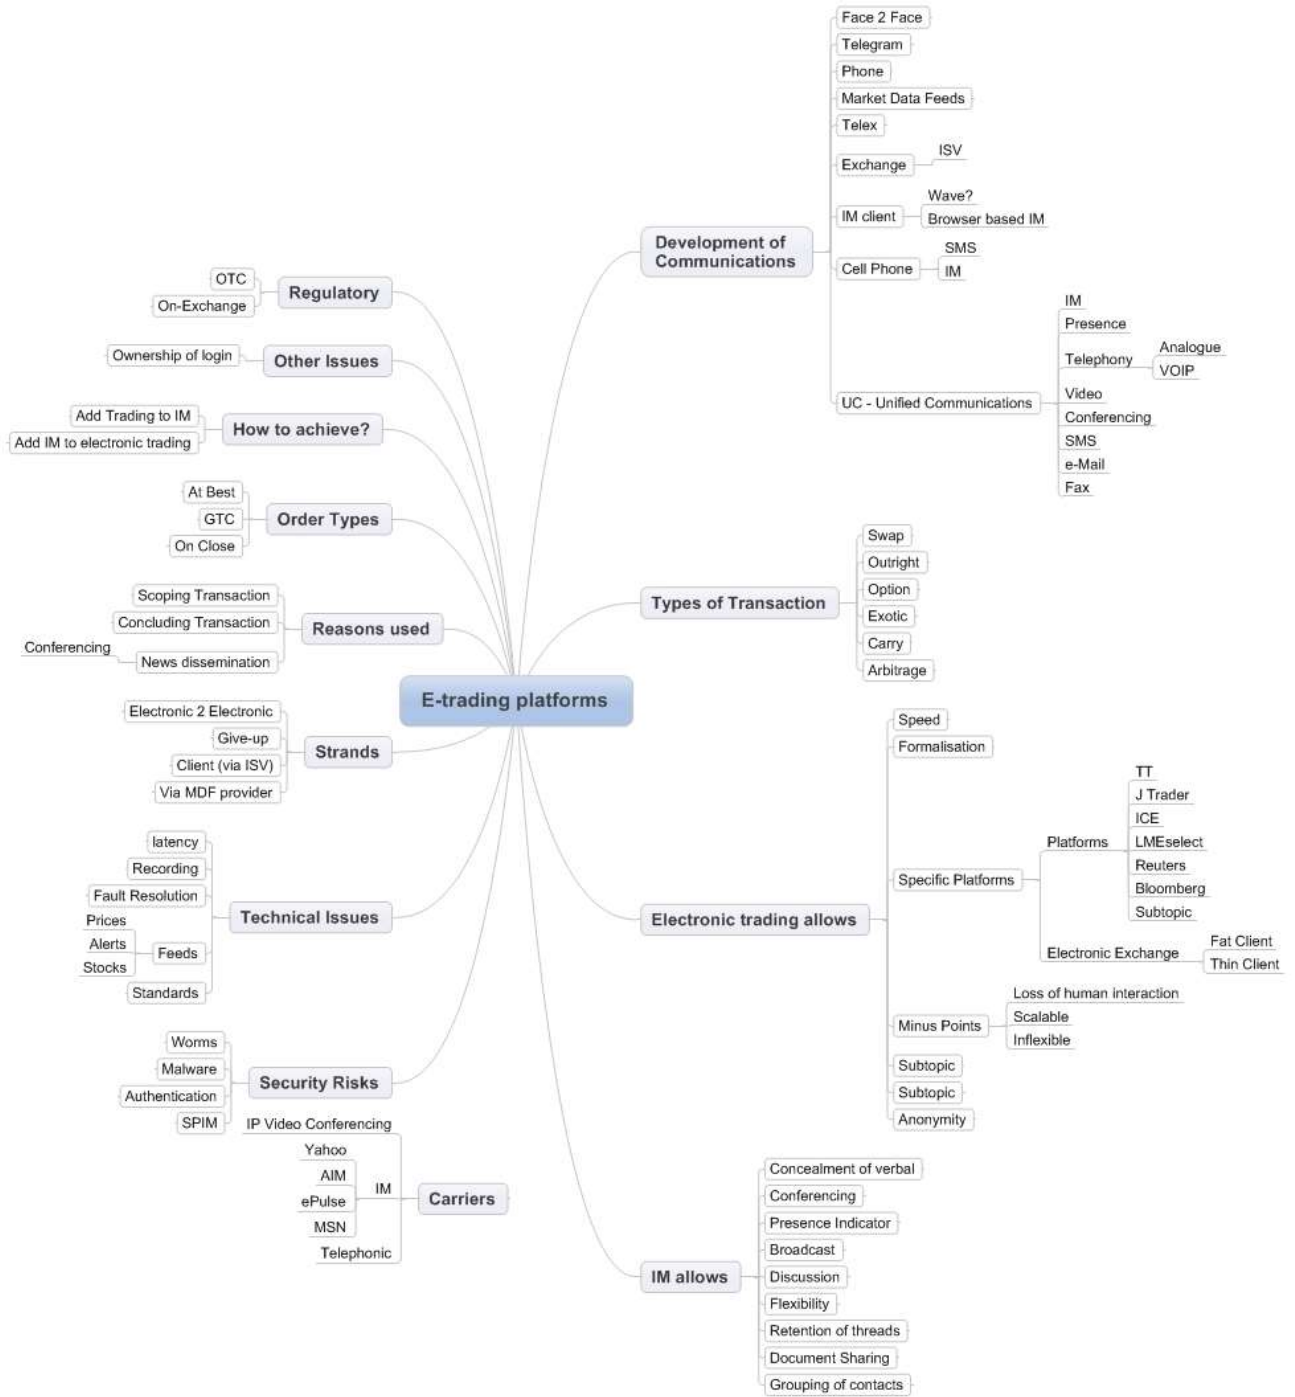 E-trading platforms
Development of
Communications
Face 2 Face
Telegram
Phone
Market Data Feeds
Telex
Exchange
ISV
IM client
Wave?
Browser based IM
Cell Phone
SMS
IM
UC - Unified Communications
IM
Presence
Telephony
Analogue
VOIP
Video
Conferencing
SMS
e-Mail
Fax
Types of Transaction
Swap
Outright
Option
Exotic
Carry
Arbitrage
Electronic trading allows
Speed
Formalisation
Specific Platforms
Platforms
TT
J Trader
ICE
LMEselect
Reuters
Bloomberg
Subtopic
Electronic Exchange
Fat Client
Thin Client
Minus Points
Loss of human interaction
Scalable
Inflexible
Subtopic
Subtopic
Anonymity
IM allows
Concealment of verbal
Conferencing
Presence Indicator
Broadcast
Discussion
Flexibility
Retention of threads
Document Sharing
Grouping of contacts
Regulatory
OTC
On-Exchange
Other Issues
Ownership of login
How to achieve?
Add Trading to IM
Add IM to electronic trading
Order Types
At Best
GTC
On Close
Reasons used
Scoping Transaction
Concluding Transaction
News dissemination
Conferencing
Strands
Electronic 2 Electronic
Give-up
Client (via ISV)
Via MDF provider
Technical Issues
latency
Recording
Fault Resolution
Feeds
Prices
Alerts
Stocks
Standards
Security Risks
Worms
Malware
Authentication
SPIM
Carriers
IP Video Conferencing
IM
Yahoo
AIM
ePulse
MSN
Telephonic